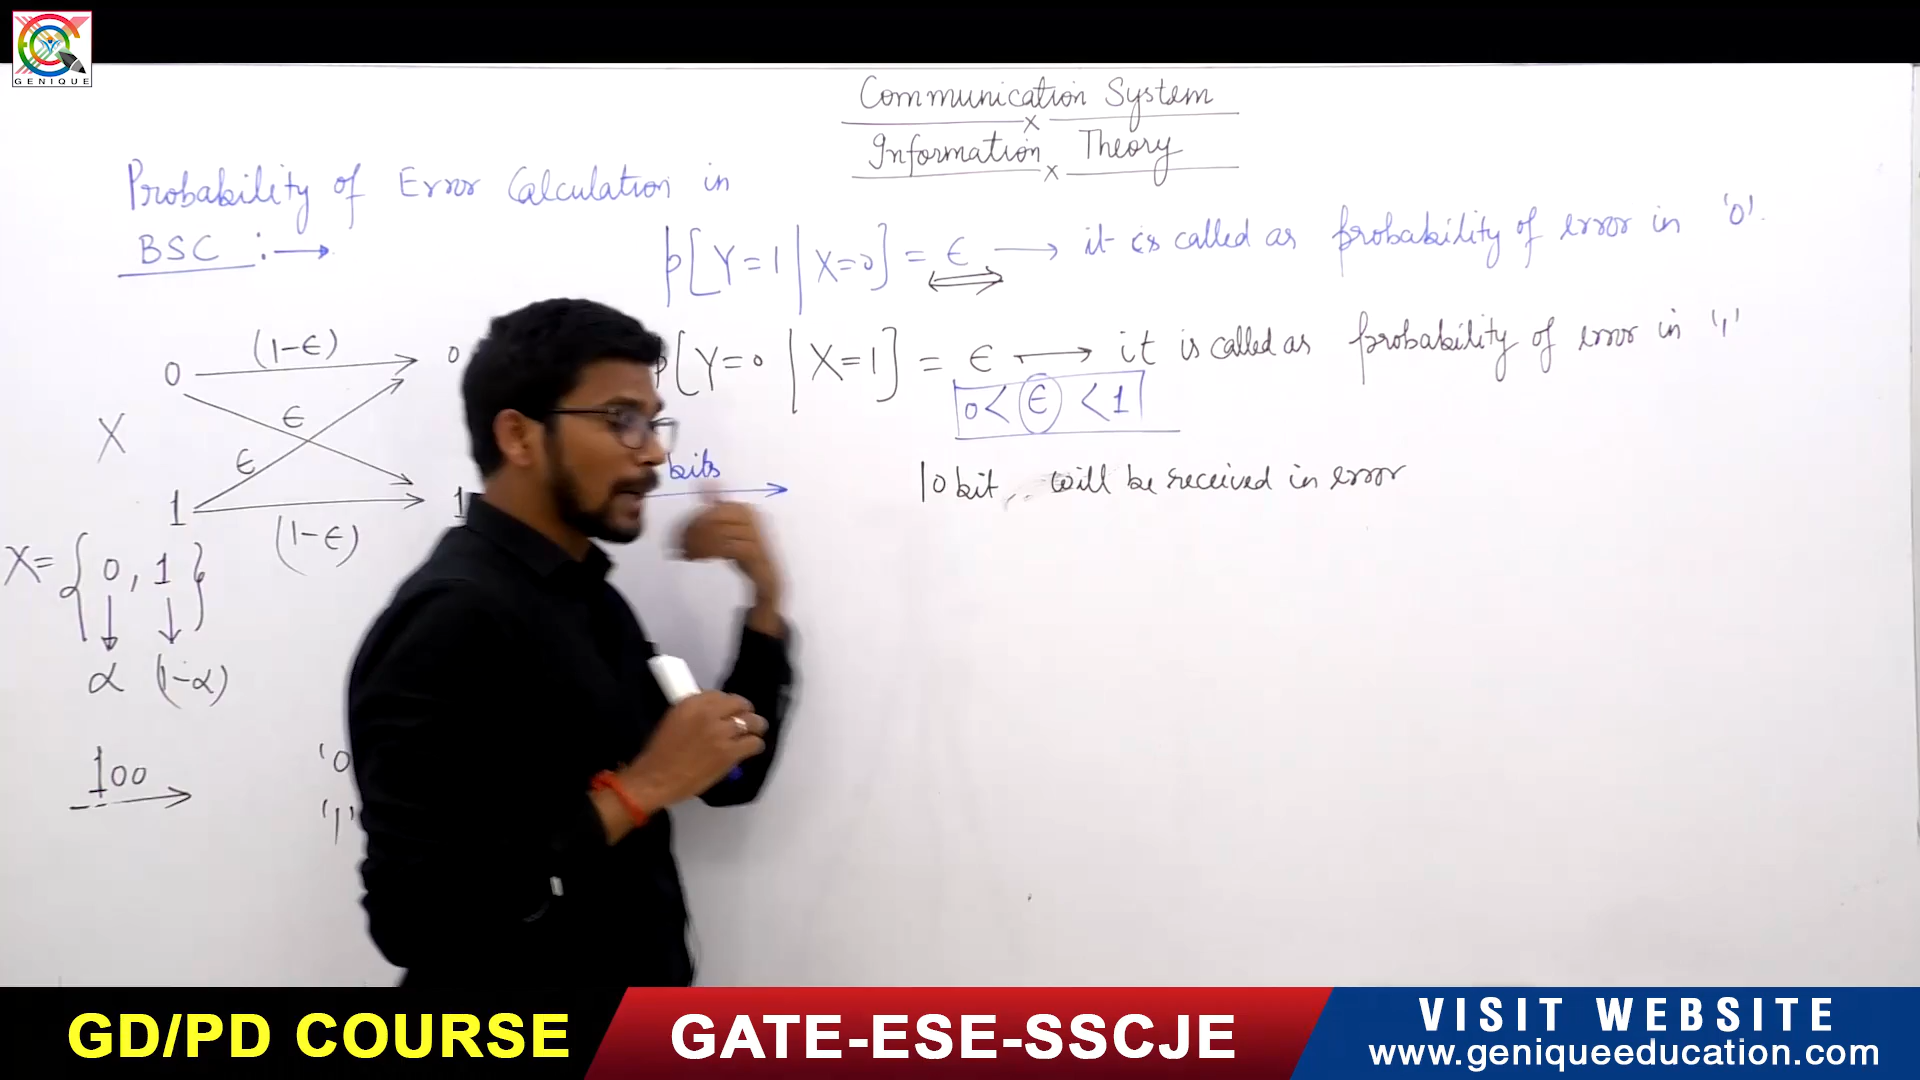 GENIQUE
Communication System
Information Theory
Probability of Error Calculation in
BSC :→
p[Y=1 | X=0] = ϵ → it is called as probability of error in '0'.
p[Y=0 | X=1] = ϵ → it is called as probability of error in '1'
0 < ϵ < 1
0 (1-ϵ) 0
X ϵ
ϵ
1 (1-ϵ) 1
bits
10 bit .. will be received in error
X= {0, 1}
α (1-α)
100
'0
'1'
GD/PD COURSE
GATE-ESE-SSCJE
VISIT WEBSITE
www.geniqueeducation.com